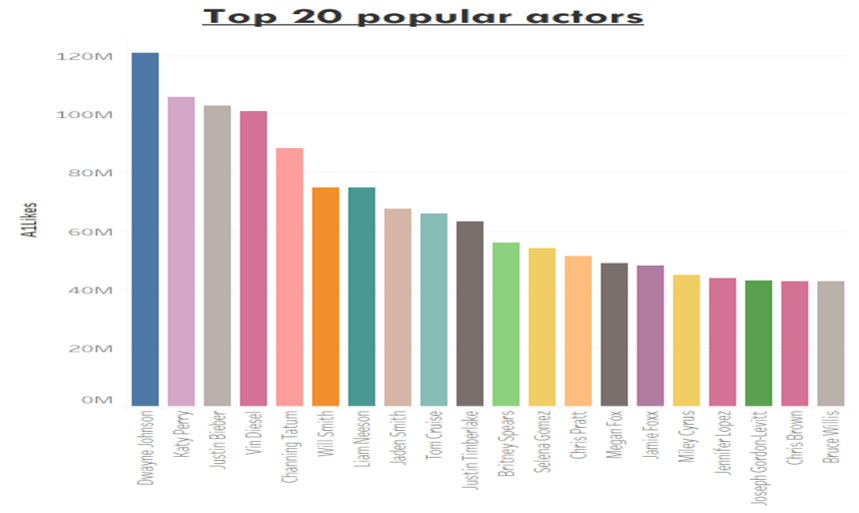 Top 20 popular actors
120M
100M
80M
60M
40M
20M
0M
A1Likes
Dwayne Johnson
Katy Perry
Justin Bieber
Vin Diesel
Channing Tatum
Will Smith
Liam Neeson
Jaden Smith
Tom Cruise
Justin Timberlake
Britney Spears
Selena Gomez
Chris Pratt
Megan Fox
Jamie Foxx
Miley Cyrus
Jennifer Lopez
Joseph Gordon-Levitt
Chris Brown
Bruce Willis